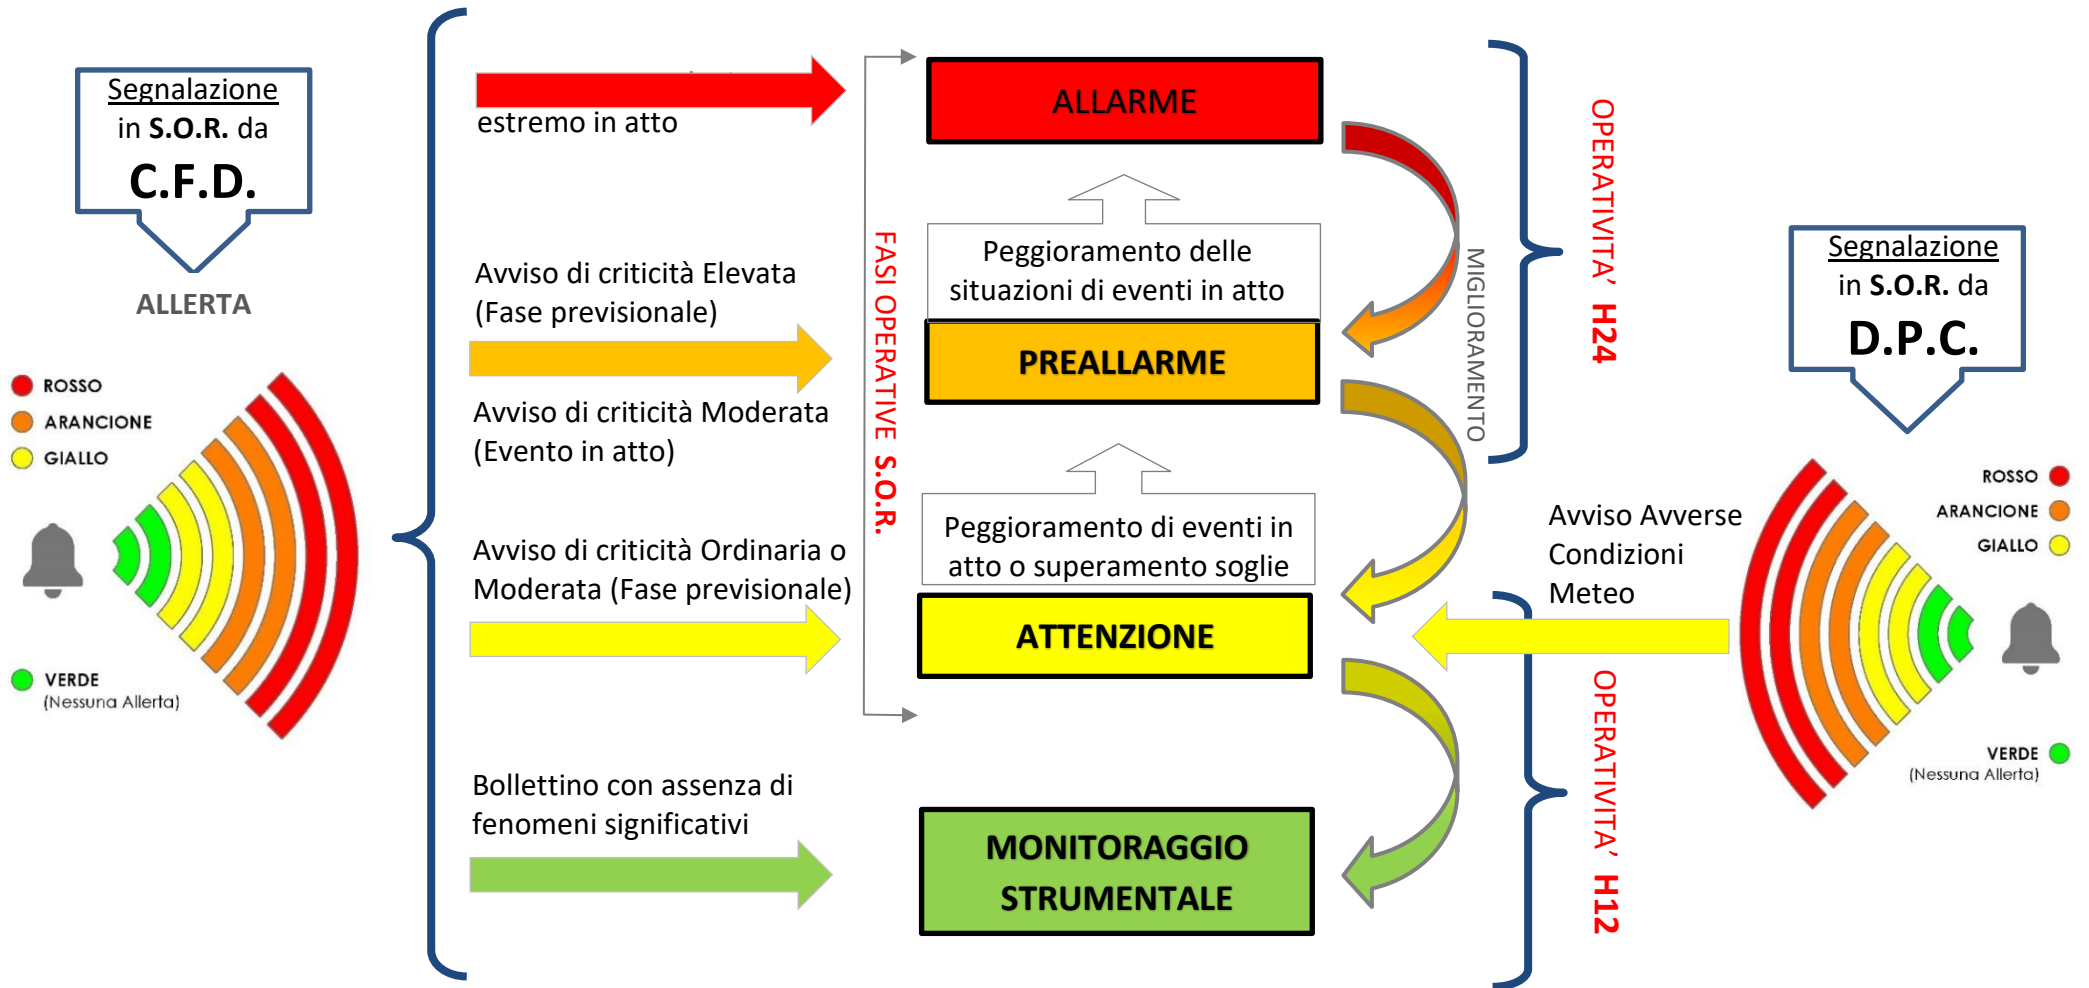 Segnalazione
in S.O.R. da
C.F.D.
ALLERTA
ROSSO
ARANCIONE
GIALLO
VERDE
(Nessuna Allerta)
estremo in atto
Avviso di criticità Elevata
(Fase previsionale)
Avviso di criticità Moderata
(Evento in atto)
Avviso di criticità Ordinaria o
Moderata (Fase previsionale)
Bollettino con assenza di
fenomeni significativi
FASI OPERATIVE S.O.R.
ALLARME
Peggioramento delle
situazioni di eventi in atto
PREALLARME
Peggioramento di eventi in
atto o superamento soglie
ATTENZIONE
MONITORAGGIO
STRUMENTALE
MIGLIORAMENTO
OPERATIVITA’ H24
OPERATIVITA’ H12
Avviso Avverse
Condizioni
Meteo
Segnalazione
in S.O.R. da
D.P.C.
ROSSO
ARANCIONE
GIALLO
VERDE
(Nessuna Allerta)